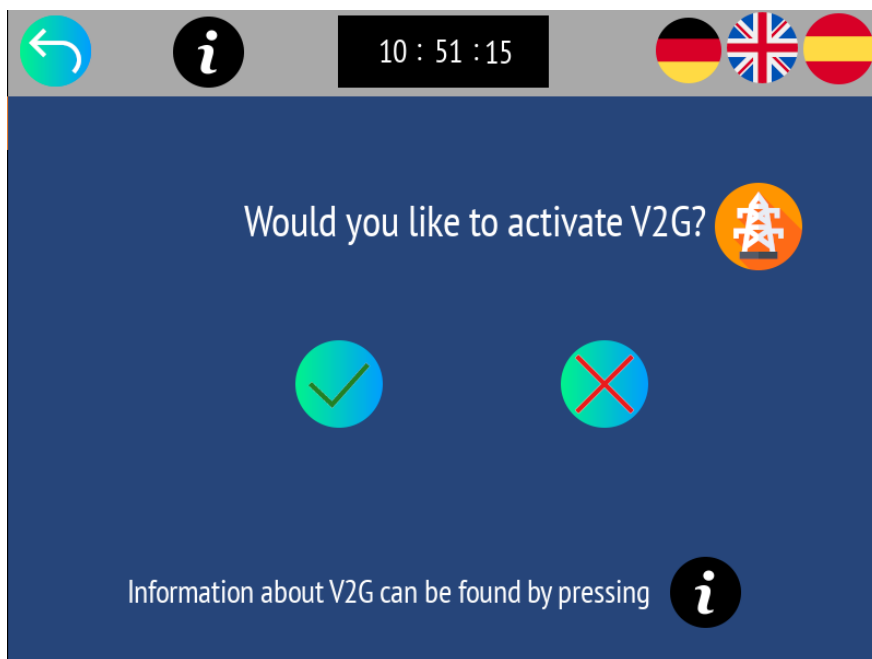 10 : 51 : 15
Would you like to activate V2G?
Information about V2G can be found by pressing